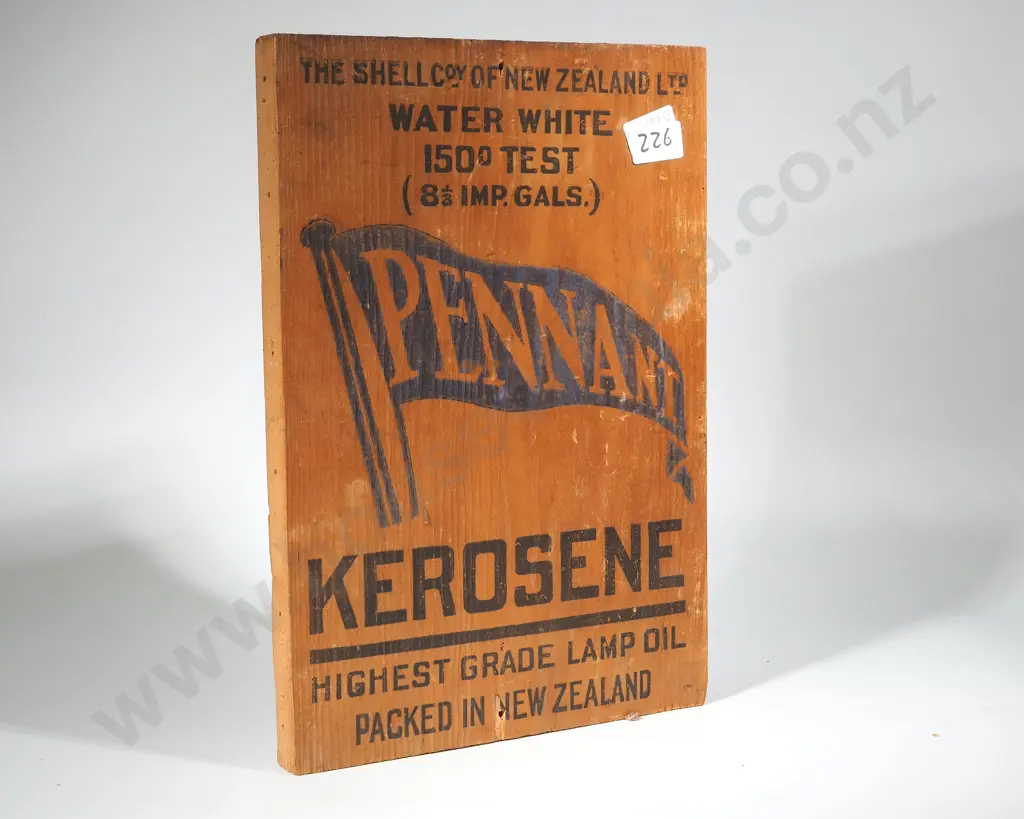 THE SHELL COY OF NEW ZEALAND LTD
WATER WHITE
150º TEST
(8⅓ IMP. GALS.)
226
PENNANT
KEROSENE
HIGHEST GRADE LAMP OIL
PACKED IN NEW ZEALAND